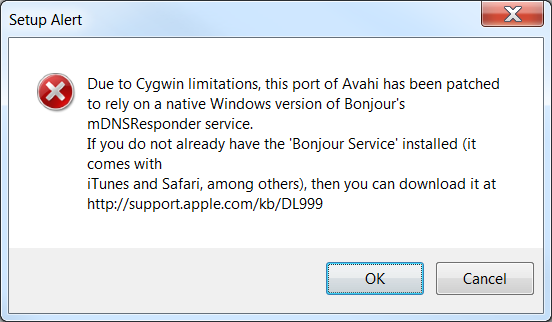 Setup Alert
Due to Cygwin limitations, this port of Avahi has been patched
to rely on a native Windows version of Bonjour's
mDNSResponder service.
If you do not already have the 'Bonjour Service' installed (it
comes with
iTunes and Safari, among others), then you can download it at
http://support.apple.com/kb/DL999
OK
Cancel